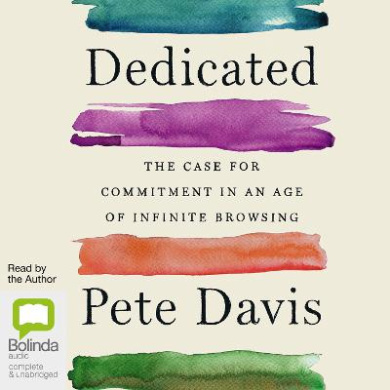 Dedicated
THE CASE FOR
COMMITMENT IN AN AGE
OF INFINITE BROWSING
Read by
the Author
Pete Davis
Bolinda
audio
complete
& unabridged